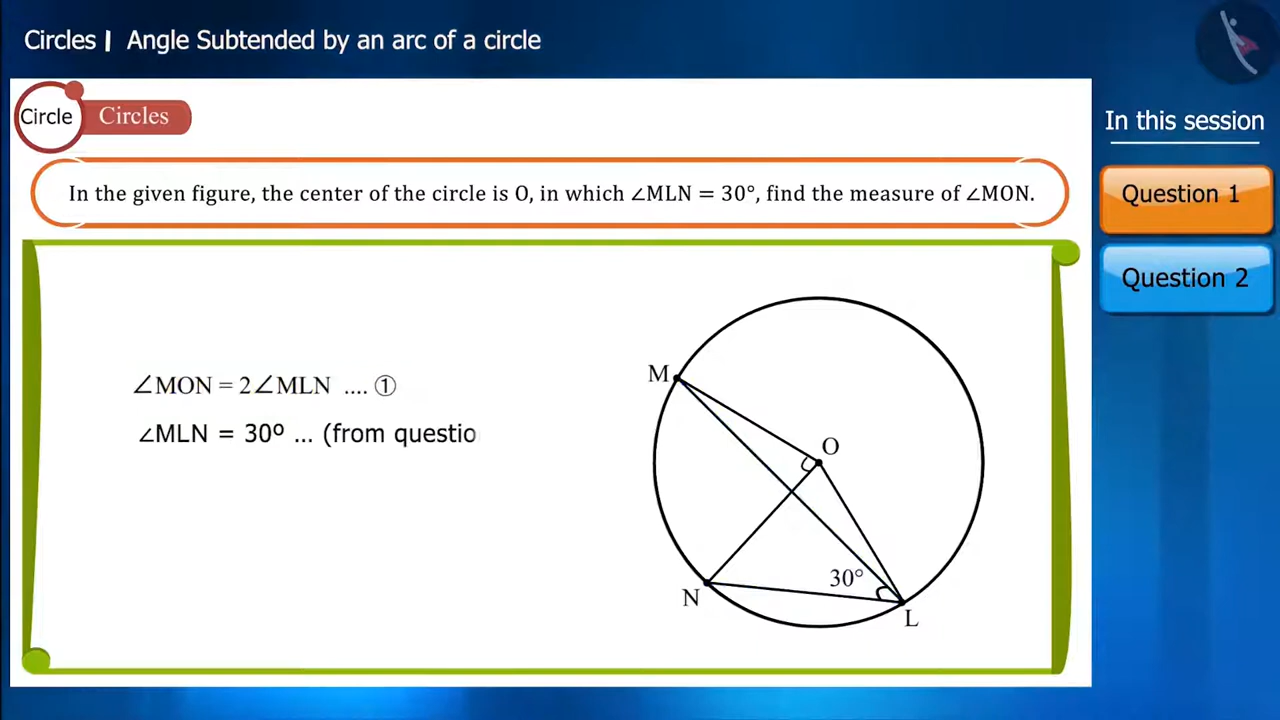 Circles | Angle Subtended by an arc of a circle
Circle Circles
In this session
In the given figure, the center of the circle is O, in which ∠MLN = 30°, find the measure of ∠MON.
Question 1
Question 2
∠MON = 2∠MLN .... ①
∠MLN = 30º ... (from questio
M
O
30°
N
L